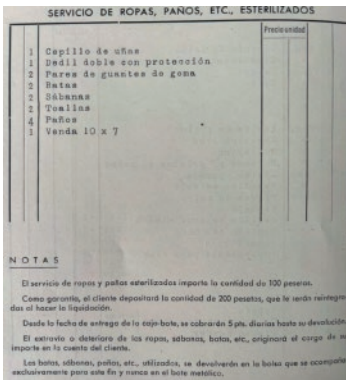 SERVICIO DE ROPAS, PAÑOS, ETC., ESTERILIZADOS
Precio unidad
1 Cepillo de uñas
1 Dedil doble con protección
2 Pares de guantes de goma
2 Batas
2 Sábanas
2 Toallas
4 Paños
1 Venda 10 x 7
NOTAS
El servicio de ropas y paños esterilizados importa la cantidad de 100 pesetas.
Como garantía, el cliente depositará la cantidad de 200 pesetas, que le serán reintegra-
das al hacer la liquidación.
Desde la fecha de entrega de la caja-bote, se cobrarán 5 pts. diarias hasta su devolución
El extravío o deterioro de las ropas, sábanas, batas, etc., originará el cargo de
importe en la cuenta del cliente.
Las batas, sábanas, paños, etc., utilizados, se devolverán en la bolsa que se acompaña
exclusivamente para este fin y nunca en el bote metálico.